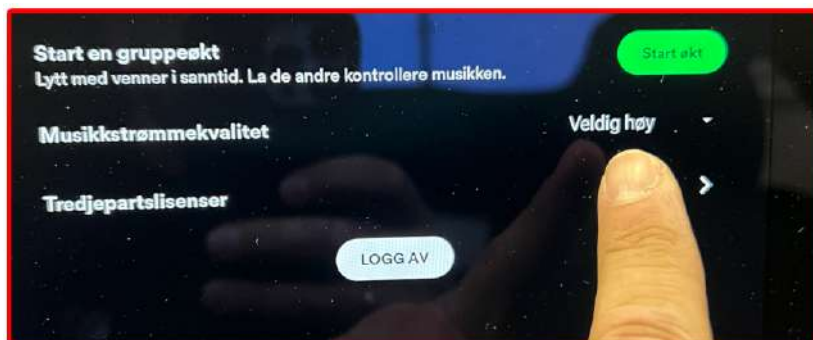 Start en gruppeøkt
Lytt med venner i sanntid. La de andre kontrollere musikken.
Start økt
Musikkstrømmekvalitet
Veldig høy
Tredjepartslisenser
LOGG AV